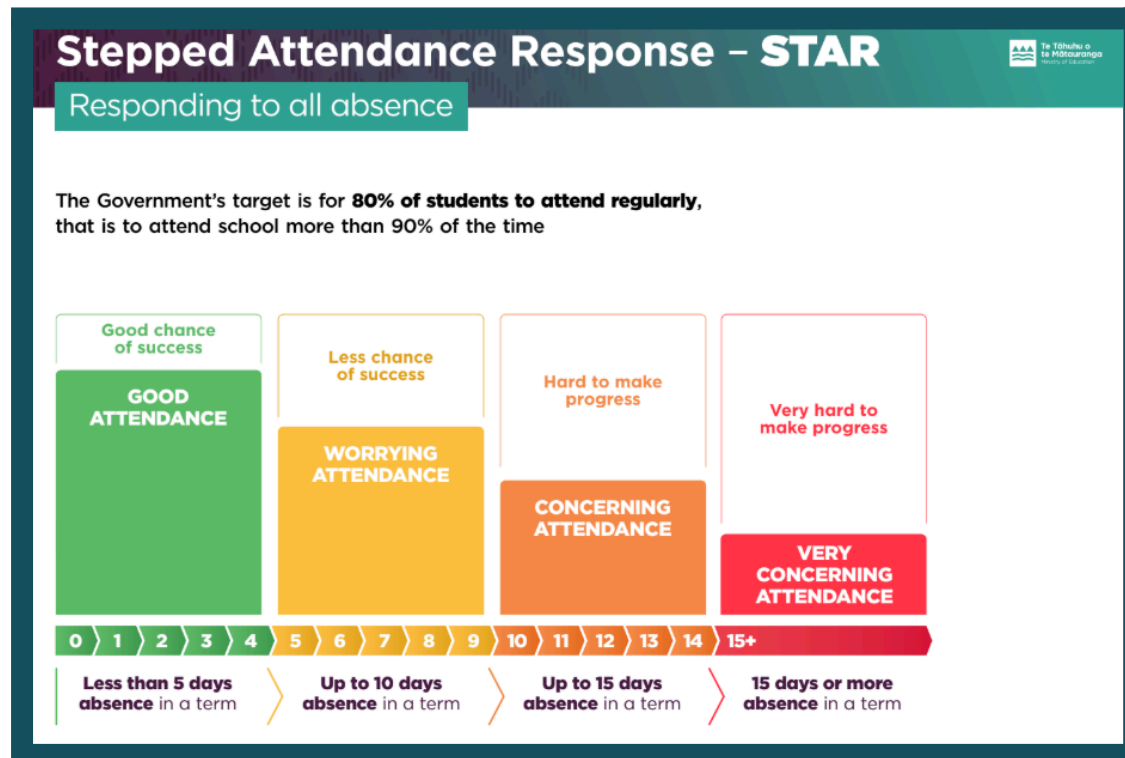 Stepped Attendance Response – STAR
Te Tāhuhu o
te Mātauranga
Ministry of Education
Responding to all absence
The Government's target is for 80% of students to attend regularly,
that is to attend school more than 90% of the time
Good chance
of success
GOOD
ATTENDANCE
Less chance
of success
WORRYING
ATTENDANCE
Hard to make
progress
CONCERNING
ATTENDANCE
Very hard to
make progress
VERY
CONCERNING
ATTENDANCE
0 1 2 3 4 5 6 7 8 9 10 11 12 13 14 15+
Less than 5 days
absence in a term
Up to 10 days
absence in a term
Up to 15 days
absence in a term
15 days or more
absence in a term